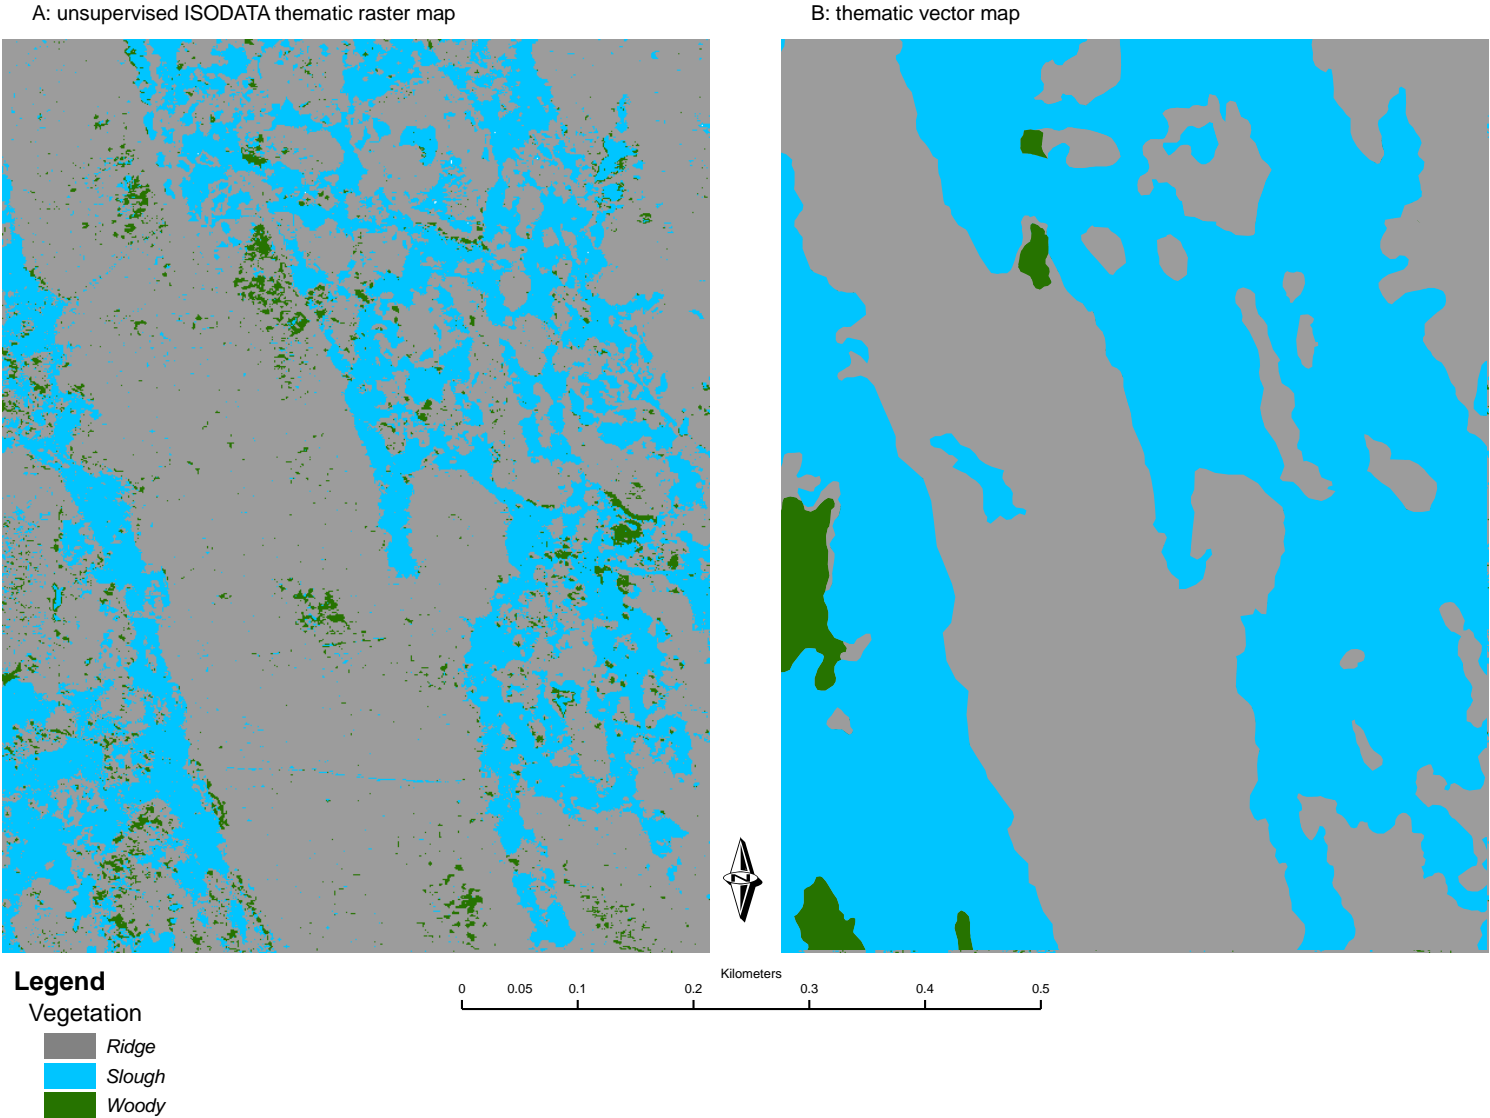 A: unsupervised ISODATA thematic raster map
B: thematic vector map
N
Kilometers
0 0.05 0.1 0.2 0.3 0.4 0.5
Legend
Vegetation
Ridge
Slough
Woody